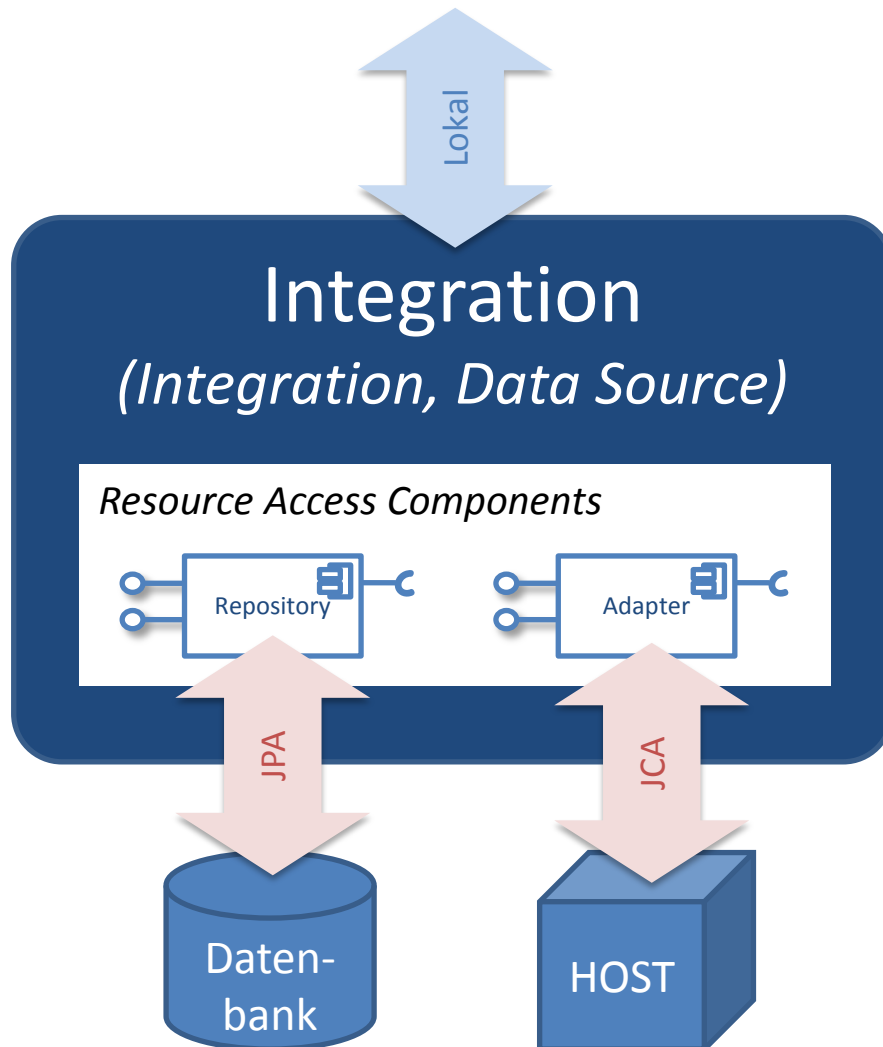 Lokal
Integration
(Integration, Data Source)
Resource Access Components
Repository
Adapter
JPA
JCA
Daten-
bank
HOST